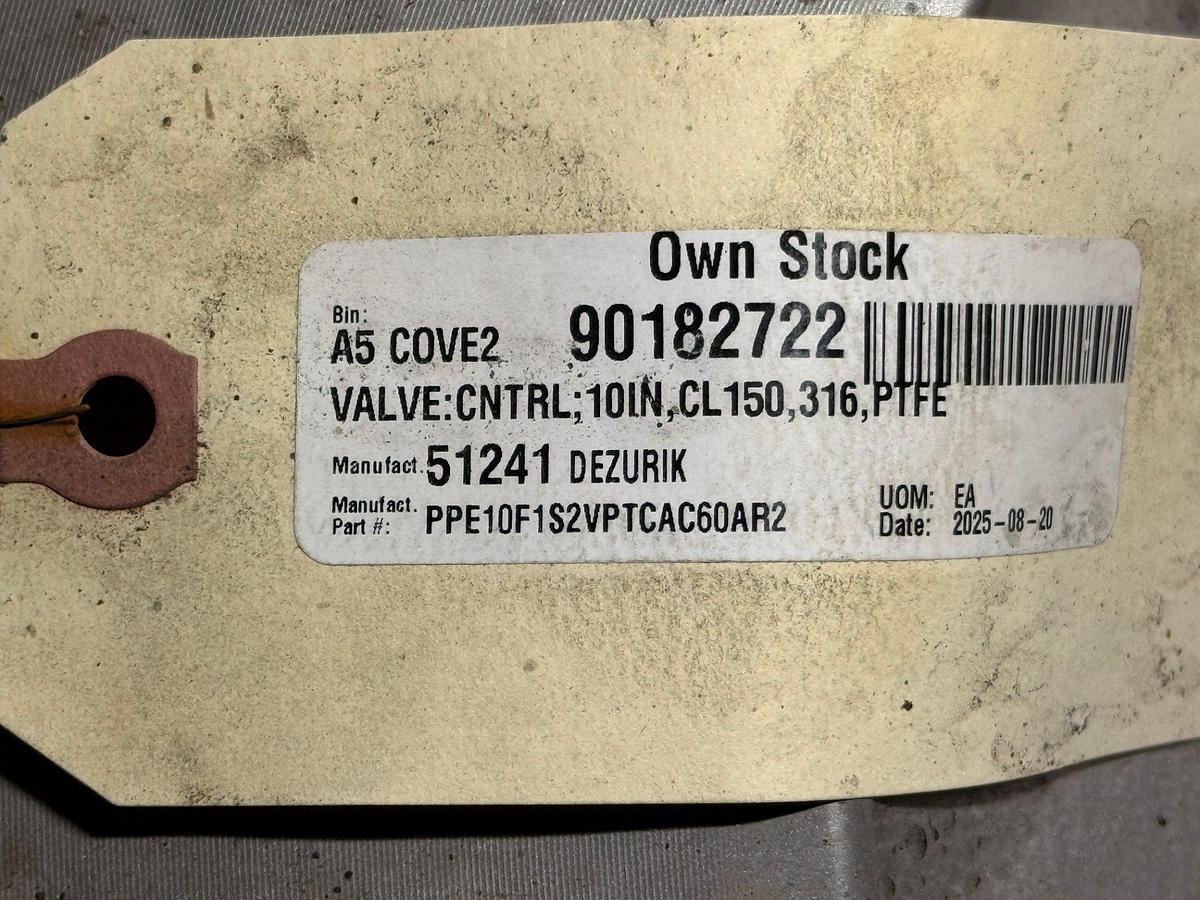 Own Stock
Bin:
A5 COVE2 90182722
VALVE:CNTRL;10IN,CL150,316,PTFE
Manufact. 51241 DEZURIK
Manufact. Part #: PPE10F1S2VPTCAC60AR2
UOM: EA
Date: 2025-08-20